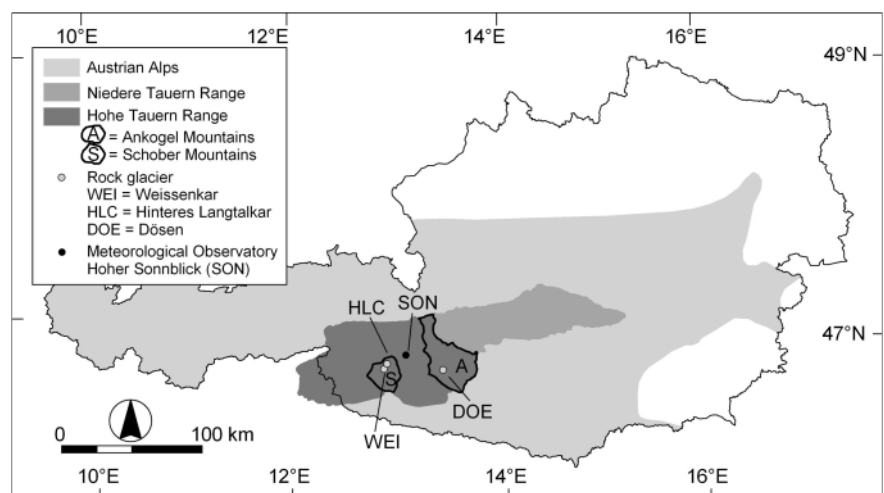 10°E 12°E 14°E 16°E
49°N
Austrian Alps
Niedere Tauern Range
Hohe Tauern Range
A = Ankogel Mountains
S = Schober Mountains
Rock glacier
WEI = Weissenkar
HLC = Hinteres Langtalkar
DOE = Dösen
Meteorological Observatory
Hoher Sonnblick (SON)
HLC SON
47°N
S A
DOE
WEI
0 100 km
10°E 12°E 14°E 16°E